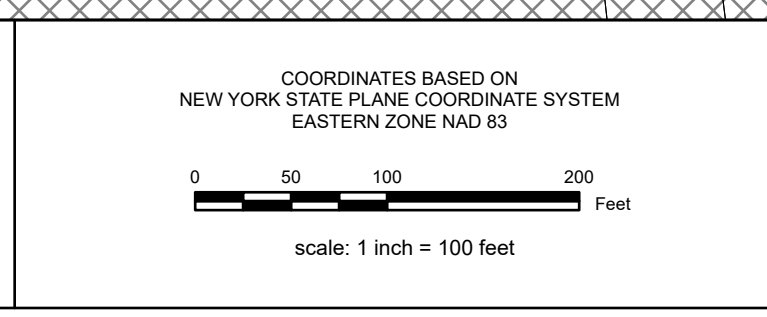 COORDINATES BASED ON
NEW YORK STATE PLANE COORDINATE SYSTEM
EASTERN ZONE NAD 83
0 50 100 200
Feet
scale: 1 inch = 100 feet